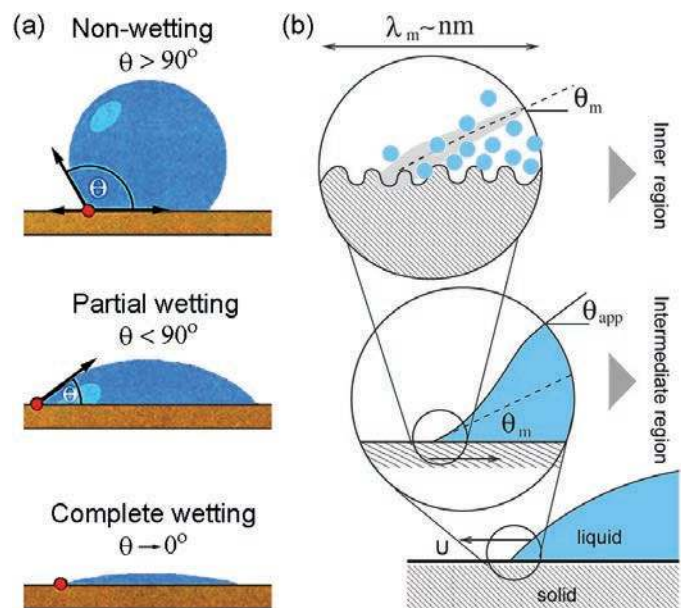 (a)
Non-wetting
θ > 90°
θ
Partial wetting
θ < 90°
θ
Complete wetting
θ → 0°
(b)
λm ~ nm
θm
Inner region
θapp
θm
Intermediate region
U
liquid
solid